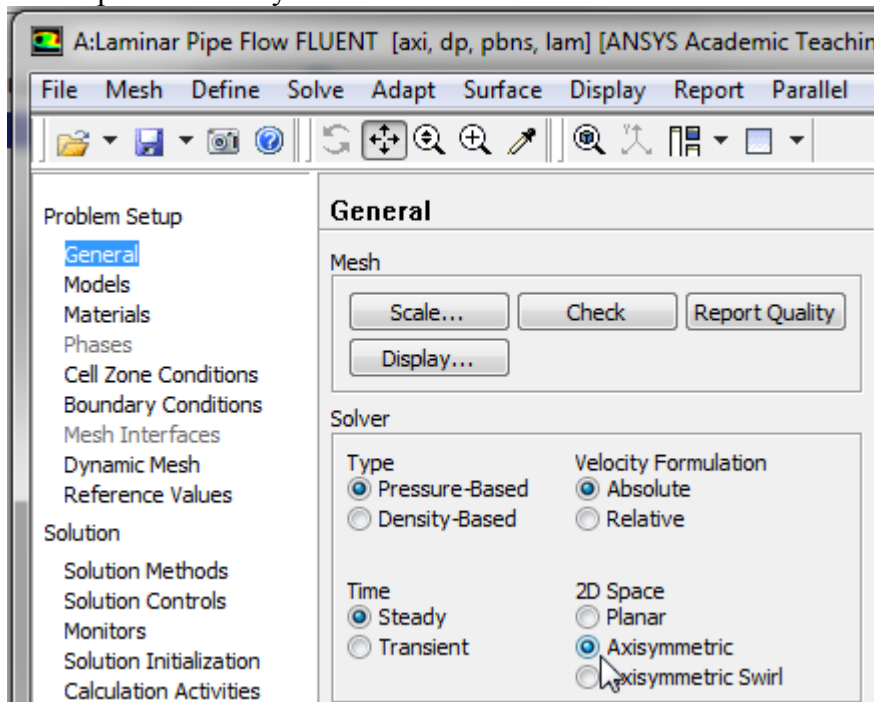 A:Laminar Pipe Flow FLUENT [axi, dp, pbns, lam] [ANSYS Academic
File Mesh Define Solve Adapt Surface Display Report Parallel
Problem Setup
General
Models
Materials
Phases
Cell Zone Conditions
Boundary Conditions
Mesh Interfaces
Dynamic Mesh
Reference Values
Solution
Solution Methods
Solution Controls
Monitors
Solution Initialization
Calculation Activities
General
Mesh
Scale... Check Report Quality
Display...
Solver
Type Velocity Formulation
Pressure-Based Absolute
Density-Based Relative
Time 2D Space
Steady Planar
Transient Axisymmetric
Axisymmetric Swirl